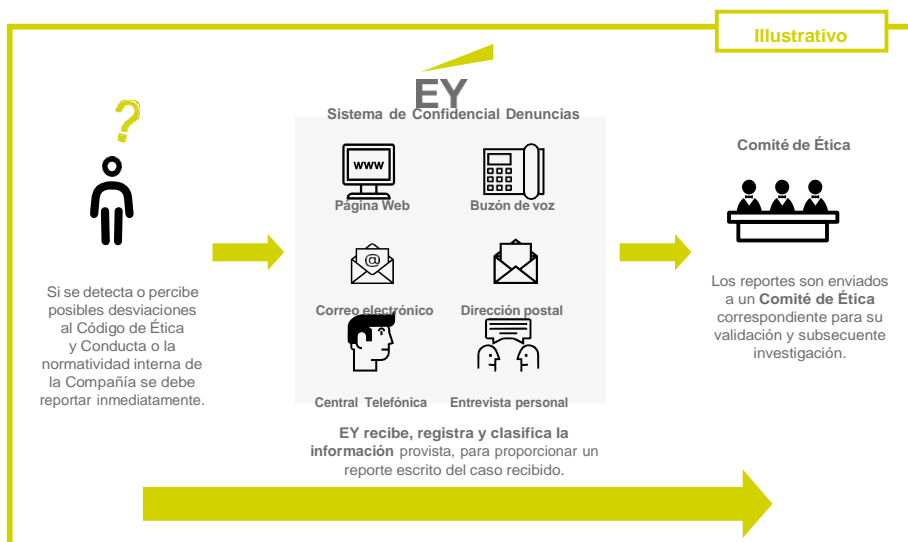 Illustrativo
EY
Sistema de Confidencial Denuncias
?
www
Página Web
Buzón de voz
@
Correo electrónico
Dirección postal
Central Telefónica
Entrevista personal
Si se detecta o percibe
posibles desviaciones
al Código de Ética
y Conducta o la
normatividad interna de
la Compañía se debe
reportar inmediatamente.
EY recibe, registra y clasifica la
información provista, para proporcionar un
reporte escrito del caso recibido.
Comité de Ética
Los reportes son enviados
a un Comité de Ética
correspondiente para su
validación y subsecuente
investigación.